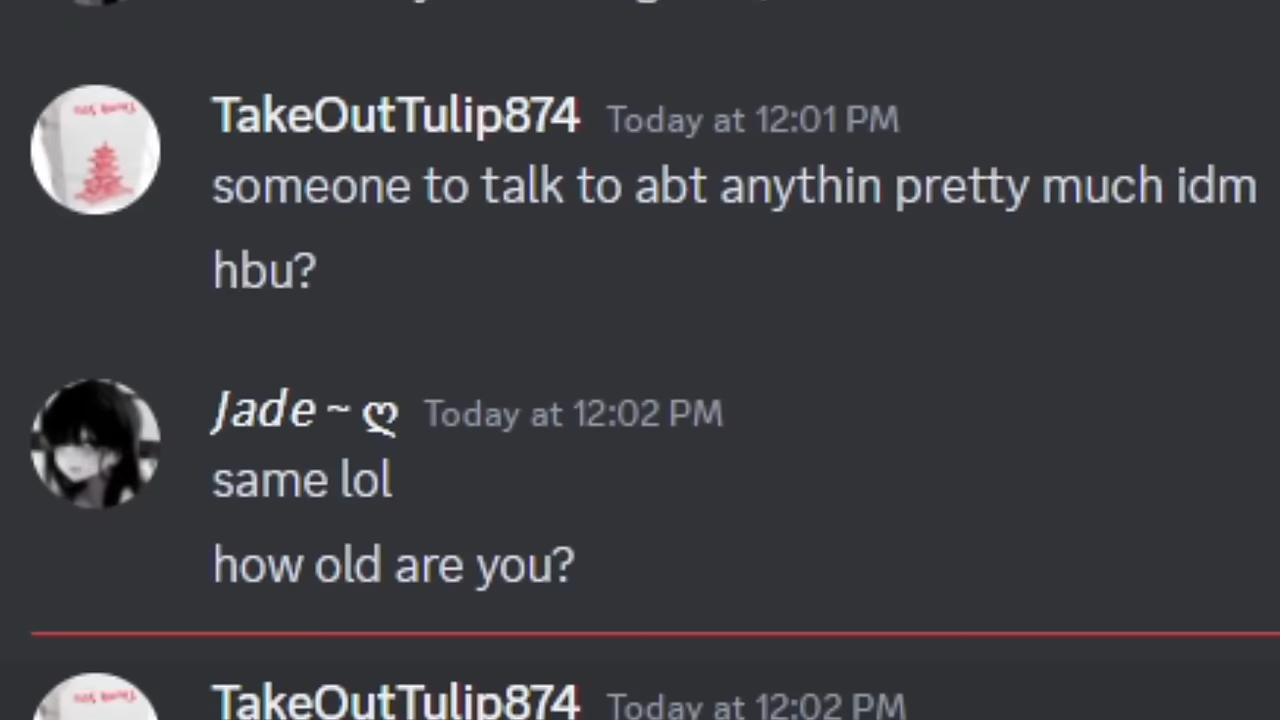 TakeOutTulip874 Today at 12:01 PM
someone to talk to abt anythin pretty much idm
hbu?
Jade ~ ღ Today at 12:02 PM
same lol
how old are you?
TakeOutTulip874 Today at 12:02 PM